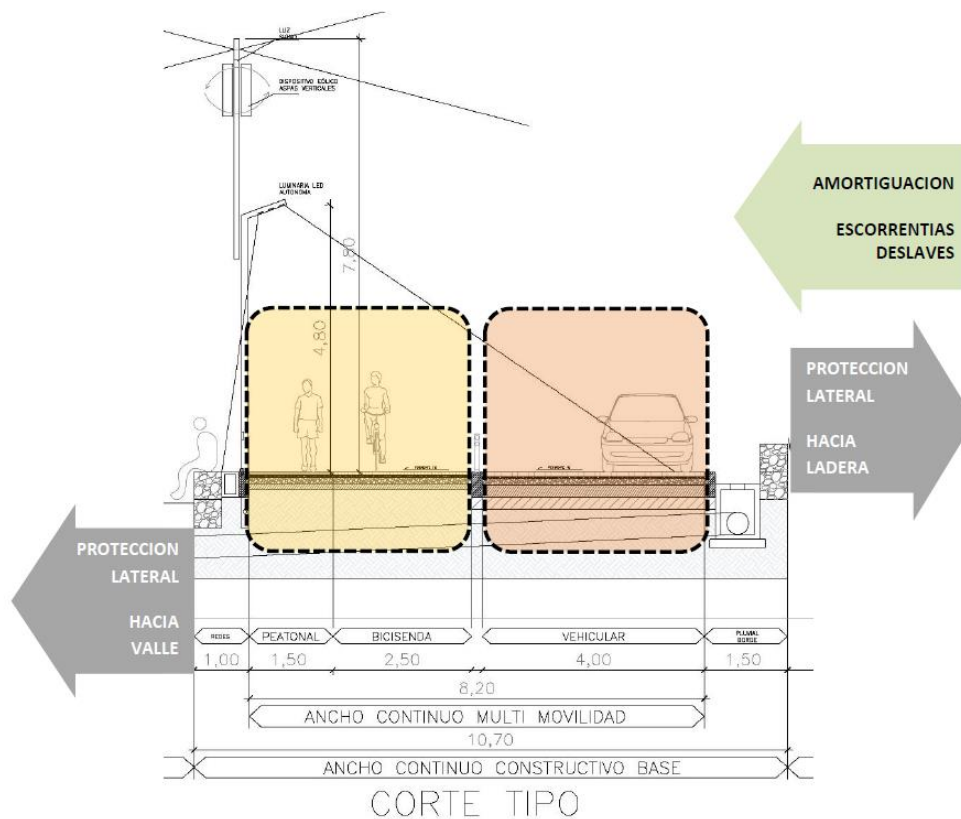 LUZ
DISPOSITIVO EÓLICO
ASPAS VERTICALES
LUMINARIA LED
AUTONOMA
7,80
4,80
AMORTIGUACION
ESCORRENTIAS
DESLAVES
PROTECCION
LATERAL
HACIA
LADERA
PROTECCION
LATERAL
HACIA
VALLE
REDES
PEATONAL
BICISENDA
VEHICULAR
PLUVIAL
BORDE
1,00
1,50
2,50
4,00
1,50
8,20
ANCHO CONTINUO MULTI MOVILIDAD
10,70
ANCHO CONTINUO CONSTRUCTIVO BASE
CORTE TIPO